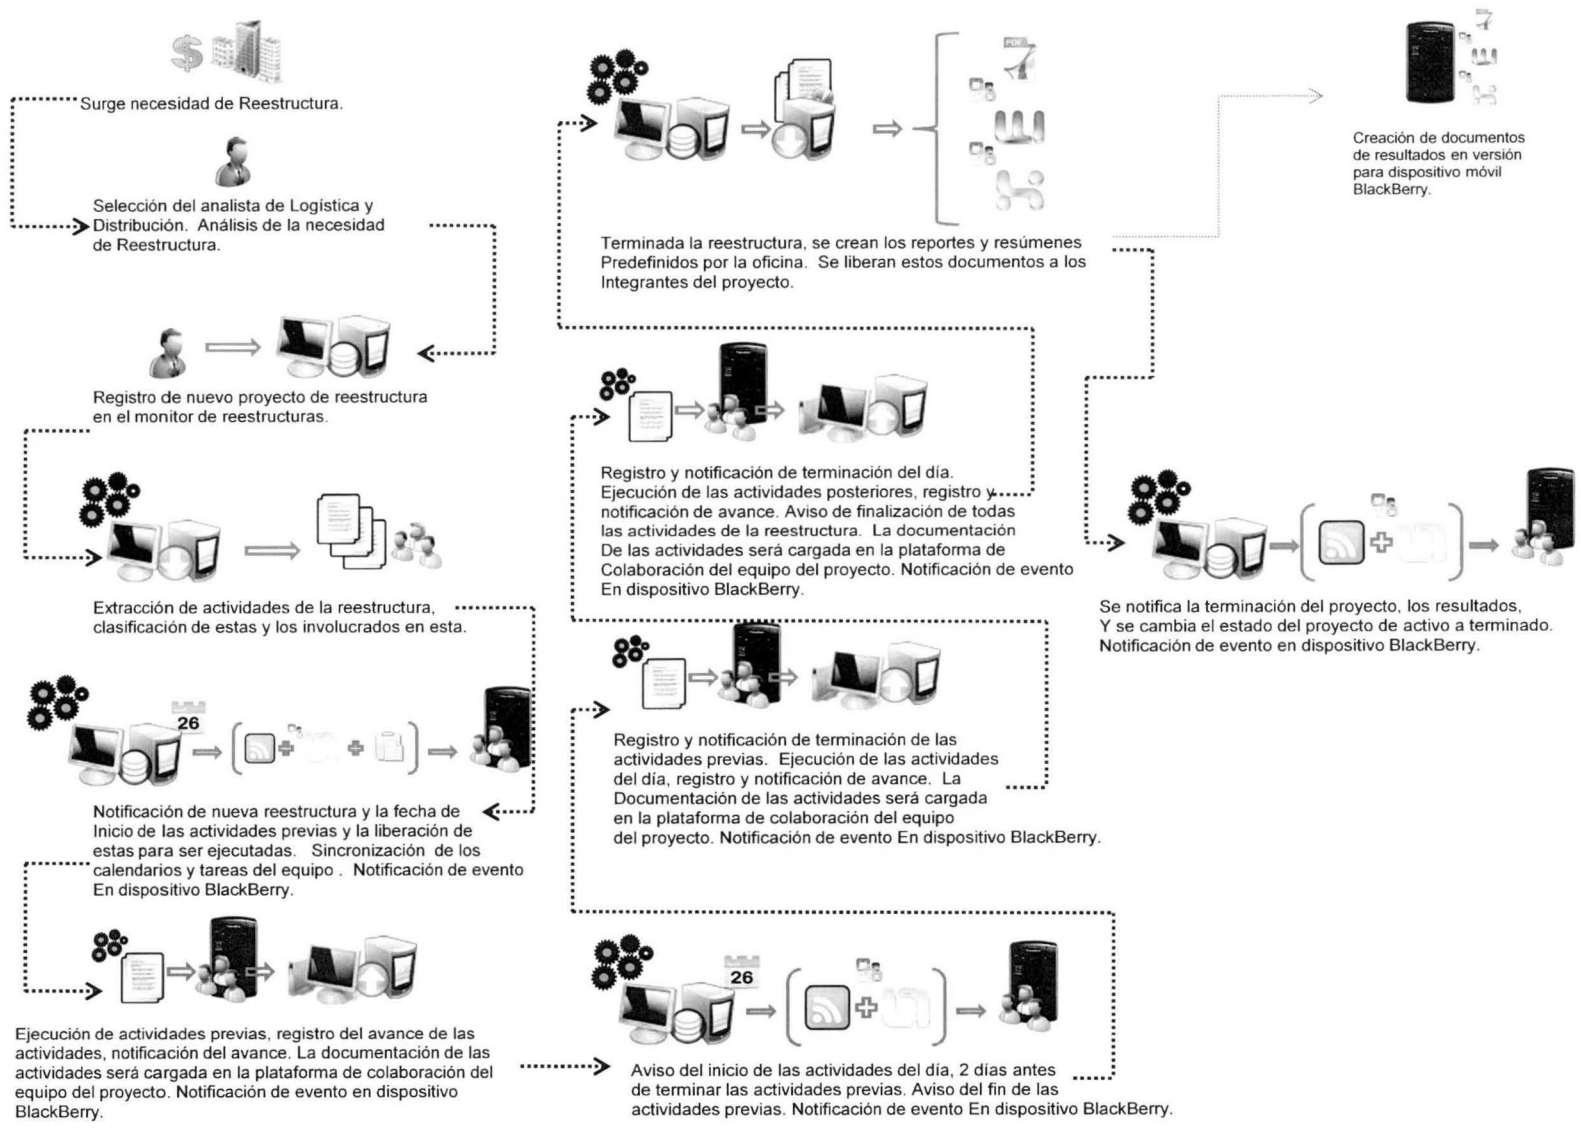 Surge necesidad de Reestructura.
Selección del analista de Logística y
Distribución. Análisis de la necesidad
de Reestructura.
Registro de nuevo proyecto de reestructura
en el monitor de reestructuras.
Extracción de actividades de la reestructura,
clasificación de estas y los involucrados en esta.
26
Notificación de nueva reestructura y la fecha de
Inicio de las actividades previas y la liberación de
estas para ser ejecutadas. Sincronización de los
calendarios y tareas del equipo . Notificación de evento
En dispositivo BlackBerry.
Ejecución de actividades previas, registro del avance de las
actividades, notificación del avance. La documentación de las
actividades será cargada en la plataforma de colaboración del
equipo del proyecto. Notificación de evento en dispositivo
BlackBerry.
26
Aviso del inicio de las actividades del día, 2 días antes
de terminar las actividades previas. Aviso del fin de las
actividades previas. Notificación de evento En dispositivo BlackBerry.
Registro y notificación de terminación de las
actividades previas. Ejecución de las actividades
del día, registro y notificación de avance. La
Documentación de las actividades será cargada
en la plataforma de colaboración del equipo
del proyecto. Notificación de evento En dispositivo BlackBerry.
Registro y notificación de terminación del día.
Ejecución de las actividades posteriores, registro y
notificación de avance. Aviso de finalización de todas
las actividades de la reestructura. La documentación
De las actividades será cargada en la plataforma de
Colaboración del equipo del proyecto. Notificación de evento
En dispositivo BlackBerry.
PDF
Terminada la reestructura, se crean los reportes y resúmenes
Predefinidos por la oficina. Se liberan estos documentos a los
Integrantes del proyecto.
Creación de documentos
de resultados en versión
para dispositivo móvil
BlackBerry.
Se notifica la terminación del proyecto, los resultados,
Y se cambia el estado del proyecto de activo a terminado.
Notificación de evento en dispositivo BlackBerry.